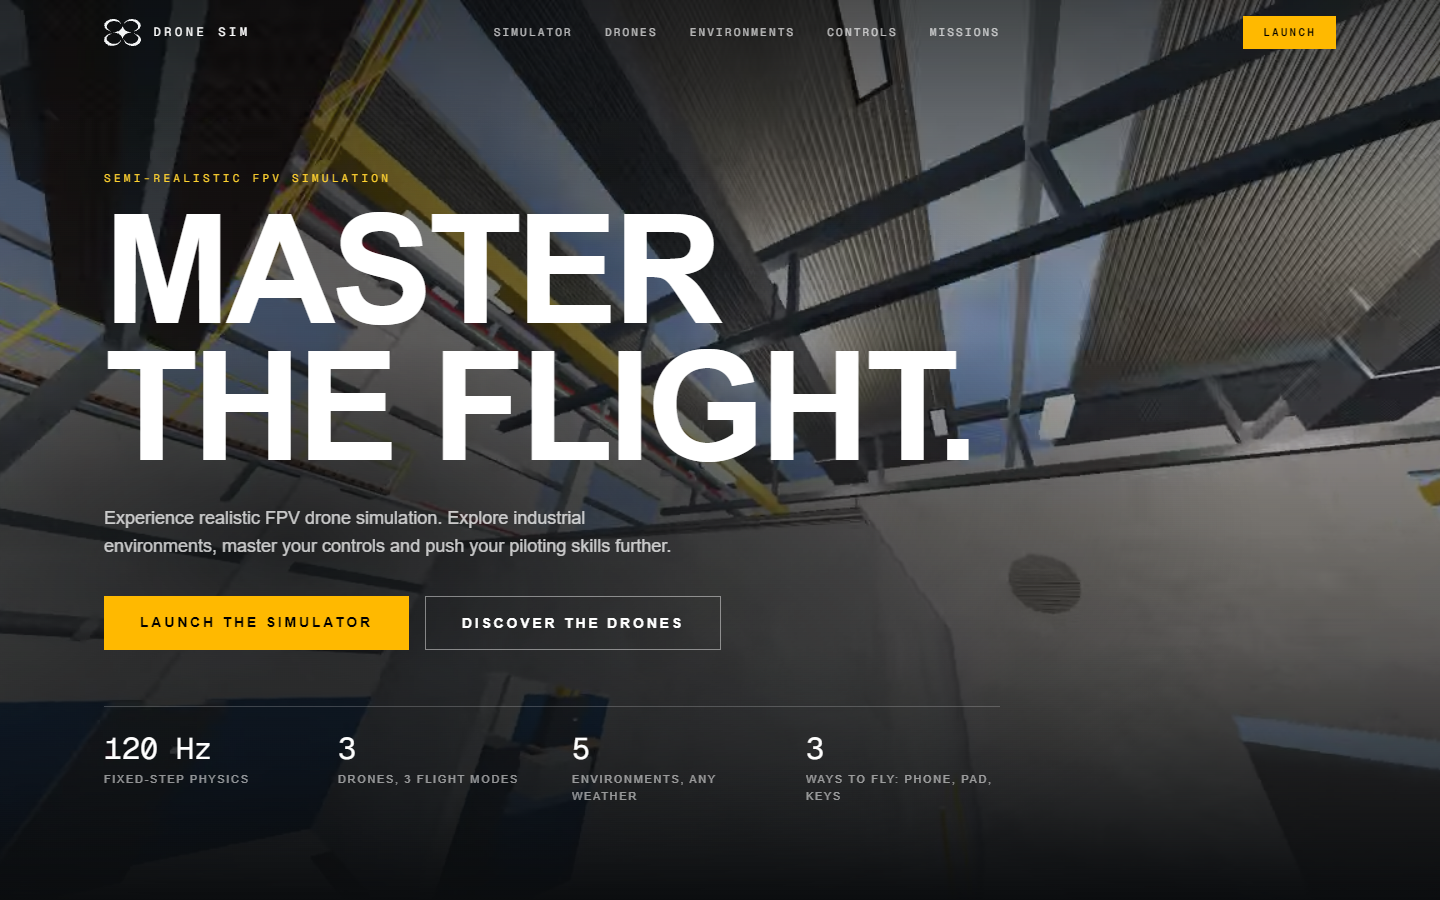 DRONE SIM
SIMULATOR
DRONES
ENVIRONMENTS
CONTROLS
MISSIONS
LAUNCH
SEMI-REALISTIC FPV SIMULATION
MASTER
THE FLIGHT.
Experience realistic FPV drone simulation. Explore industrial
environments, master your controls and push your piloting skills further.
LAUNCH THE SIMULATOR
DISCOVER THE DRONES
120 Hz
FIXED-STEP PHYSICS
3
DRONES, 3 FLIGHT MODES
5
ENVIRONMENTS, ANY
WEATHER
3
WAYS TO FLY: PHONE, PAD,
KEYS